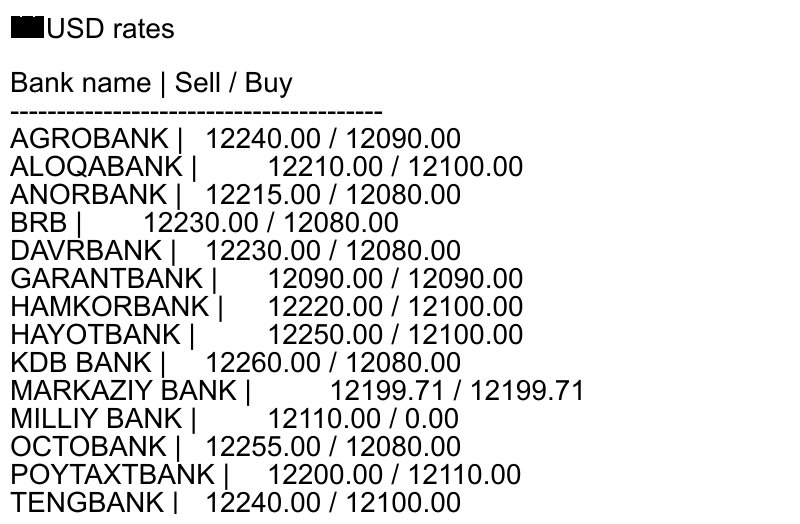 USD rates
Bank name | Sell / Buy
----------------------------------------
AGROBANK | 12240.00 / 12090.00
ALOQABANK | 12210.00 / 12100.00
ANORBANK | 12215.00 / 12080.00
BRB | 12230.00 / 12080.00
DAVRBANK | 12230.00 / 12080.00
GARANTBANK | 12090.00 / 12090.00
HAMKORBANK | 12220.00 / 12100.00
HAYOTBANK | 12250.00 / 12100.00
KDB BANK | 12260.00 / 12080.00
MARKAZIY BANK | 12199.71 / 12199.71
MILLIY BANK | 12110.00 / 0.00
OCTOBANK | 12255.00 / 12080.00
POYTAXTBANK | 12200.00 / 12110.00
TENGBANK | 12240.00 / 12100.00